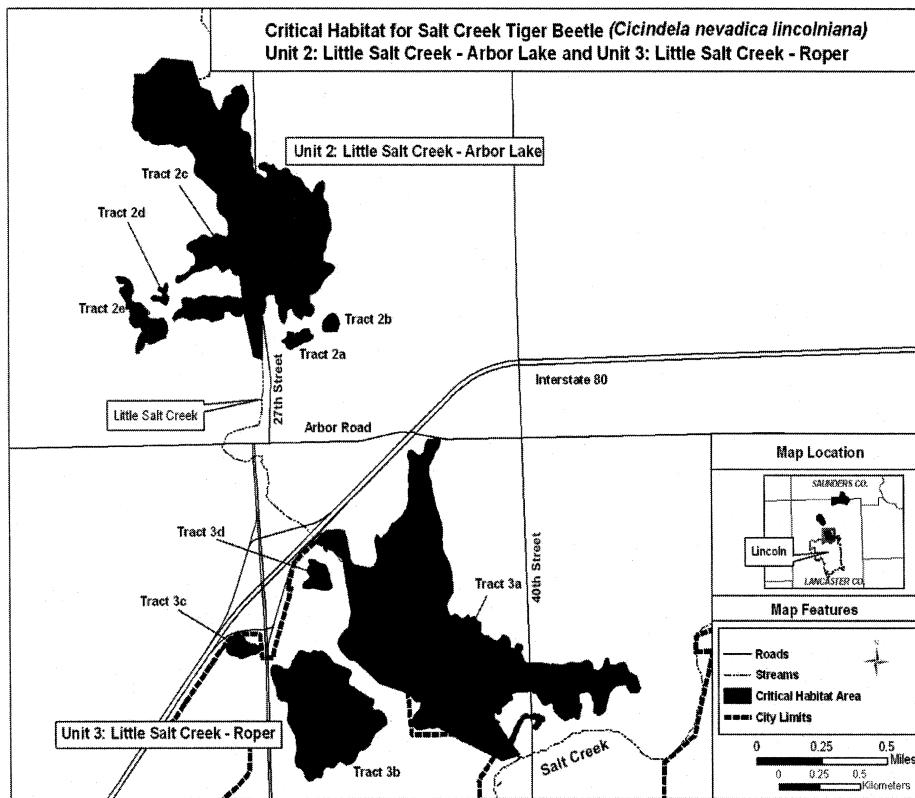 Critical Habitat for Salt Creek Tiger Beetle (Cicindela nevadica lincolniana)
Unit 2: Little Salt Creek - Arbor Lake and Unit 3: Little Salt Creek - Roper
Unit 2: Little Salt Creek - Arbor Lake
Tract 2c
Tract 2d
Tract 2e
Tract 2b
Tract 2a
27th Street
Interstate 80
Little Salt Creek
Arbor Road
Map Location
SAUNDERS CO.
Lincoln
LANCASTER CO.
Tract 3d
40th Street
Tract 3a
Tract 3c
Map Features
N
Roads
Streams
Critical Habitat Area
City Limits
Unit 3: Little Salt Creek - Roper
Salt Creek
Tract 3b
0 0.25 0.5
Miles
0 0.25 0.5
Kilometers